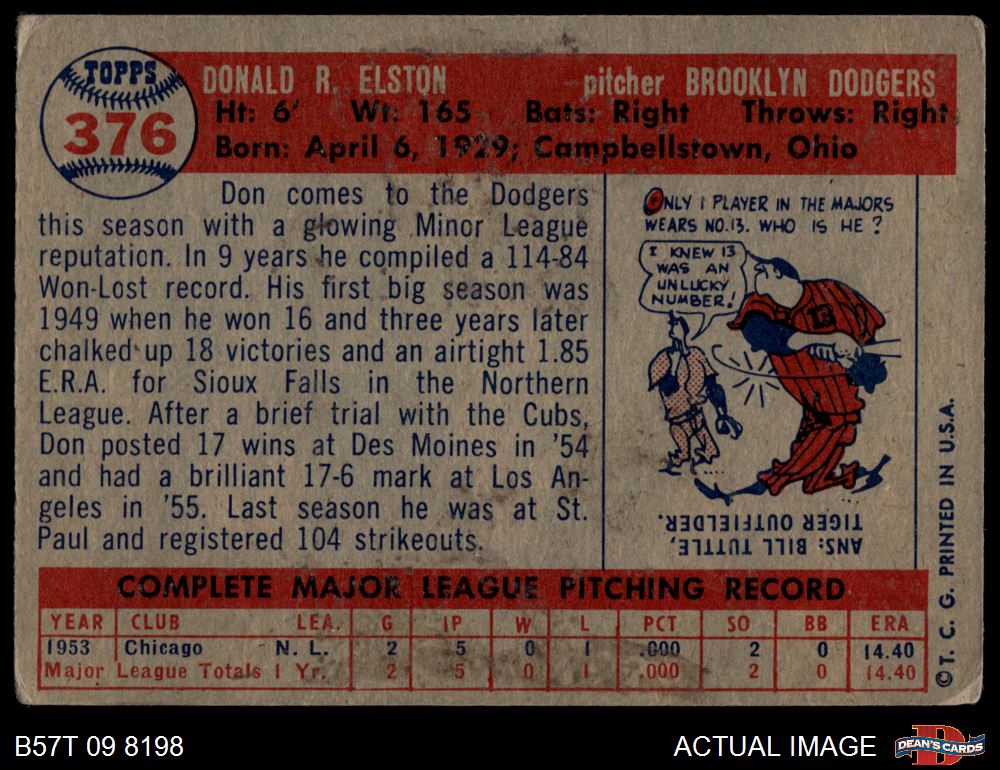 TOPPS
376
DONALD R. ELSTON pitcher BROOKLYN DODGERS
Ht: 6' Wt: 165 Bats: Right Throws: Right
Born: April 6, 1929; Campbellstown, Ohio
Don comes to the Dodgers
this season with a glowing Minor League
reputation. In 9 years he compiled a 114-84
Won-Lost record. His first big season was
1949 when he won 16 and three years later
chalked up 18 victories and an airtight 1.85
E.R.A. for Sioux Falls in the Northern
League. After a brief trial with the Cubs,
Don posted 17 wins at Des Moines in '54
and had a brilliant 17-6 mark at Los An-
geles in '55. Last season he was at St.
Paul and registered 104 strikeouts.
ONLY 1 PLAYER IN THE MAJORS
WEARS NO.13. WHO IS HE?
I KNEW 13
WAS AN
UNLUCKY
NUMBER!
13
ANS: BILL TUTTLE,
TIGER OUTFIELDER.
© T. C. G. PRINTED IN U.S.A.
COMPLETE MAJOR LEAGUE PITCHING RECORD
YEAR CLUB LEA. G IP W L PCT SO BB ERA
1953 Chicago N. L. 2 5 0 1 .000 2 0 14.40
Major League Totals 1 Yr. 2 5 0 1 .000 2 0 14.40
B57T 09 8198
ACTUAL IMAGE
DEAN'S CARDS